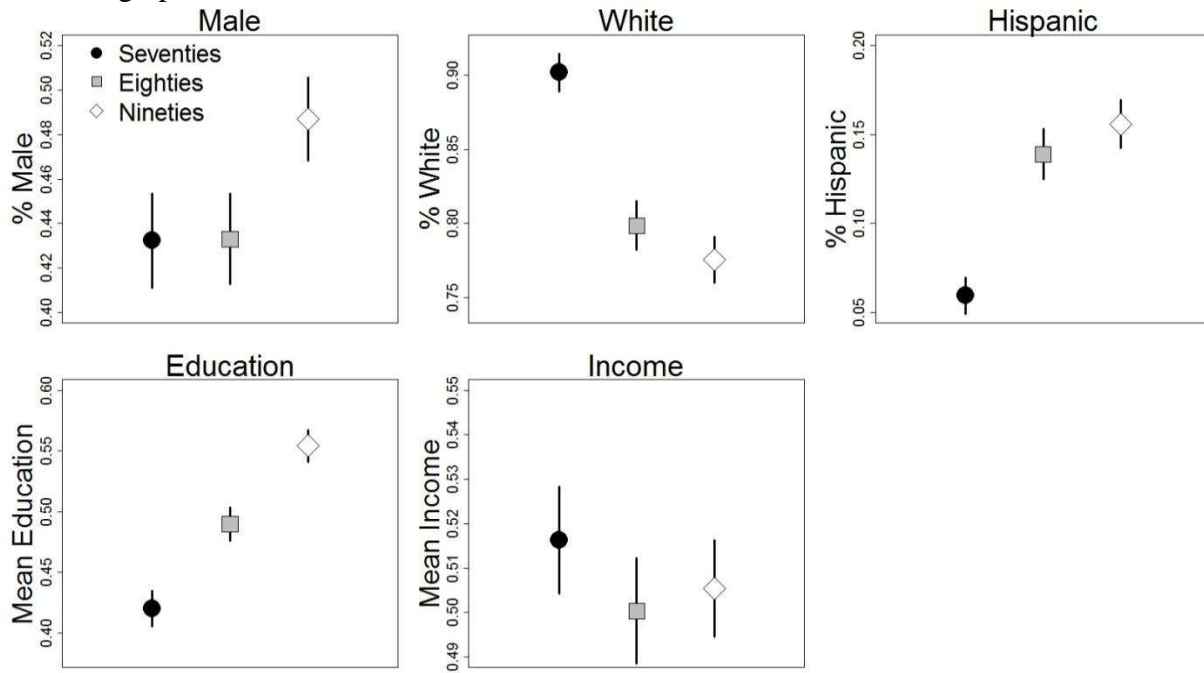 Male
% Male
0.52
0.50
0.48
0.46
0.44
0.42
0.40
Seventies
Eighties
Nineties
White
% White
0.90
0.85
0.80
0.75
Hispanic
% Hispanic
0.20
0.15
0.10
0.05
Education
Mean Education
0.60
0.55
0.50
0.45
0.40
Income
Mean Income
0.55
0.54
0.53
0.52
0.51
0.50
0.49